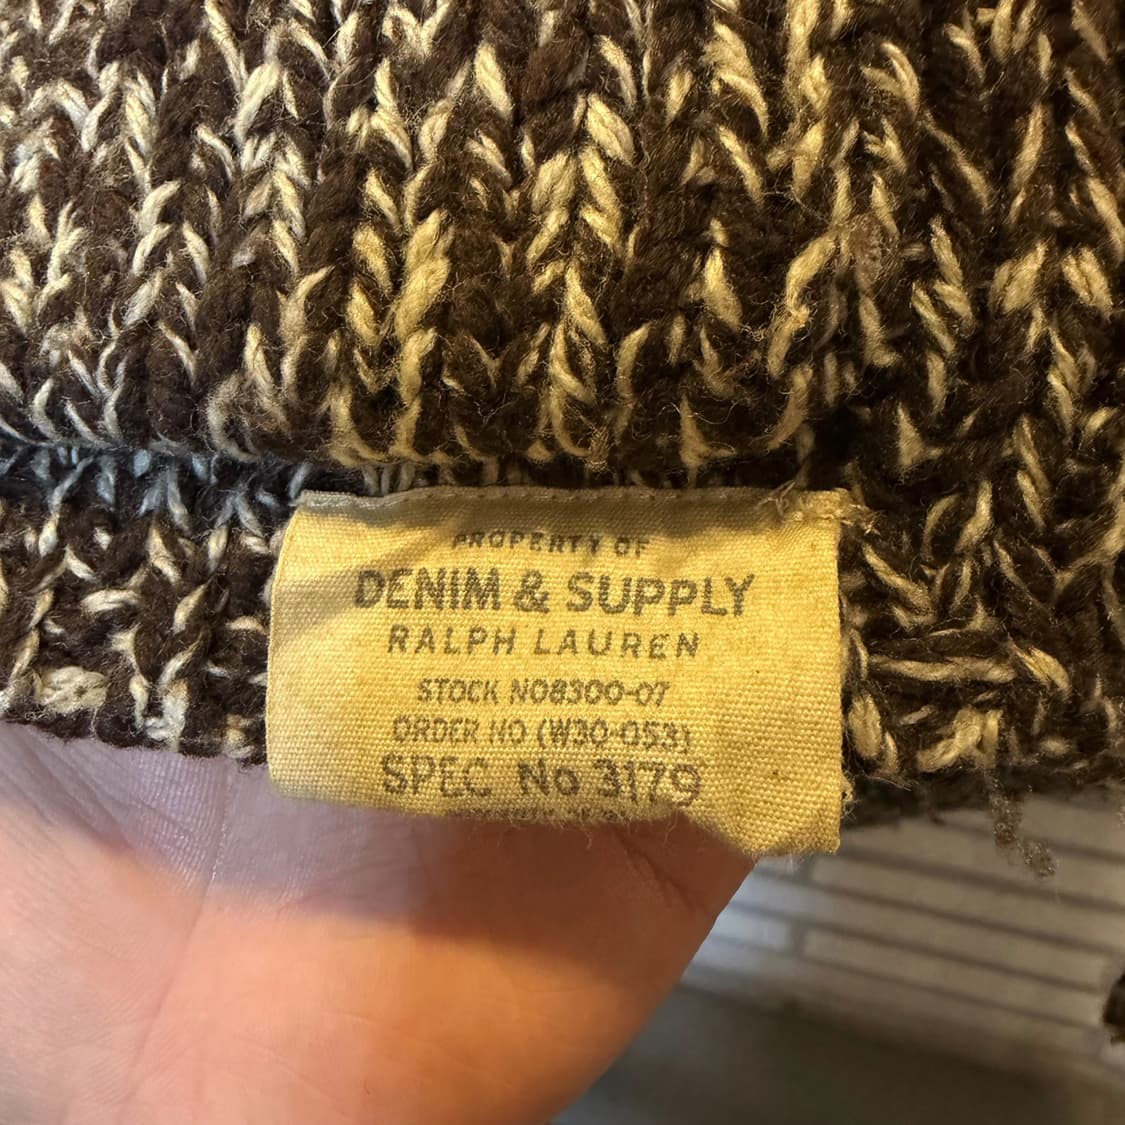 PROPERTY OF
DENIM & SUPPLY
RALPH LAUREN
STOCK NO8300-07
ORDER NO (W30-053)
SPEC No 3179